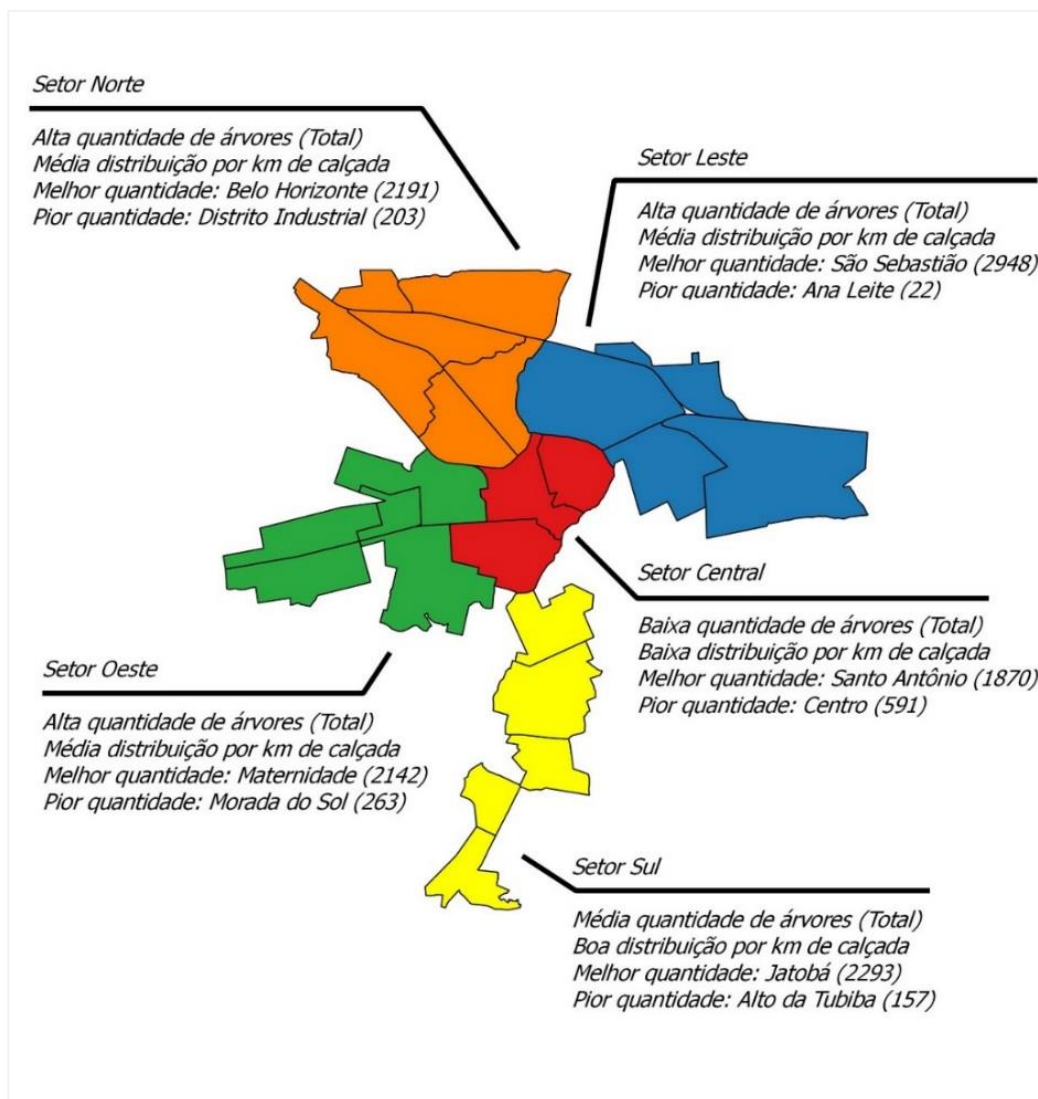 Setor Norte
Alta quantidade de árvores (Total)
Média distribuição por km de calçada
Melhor quantidade: Belo Horizonte (2191)
Pior quantidade: Distrito Industrial (203)
Setor Leste
Alta quantidade de árvores (Total)
Média distribuição por km de calçada
Melhor quantidade: São Sebastião (2948)
Pior quantidade: Ana Leite (22)
Setor Central
Baixa quantidade de árvores (Total)
Baixa distribuição por km de calçada
Melhor quantidade: Santo Antônio (1870)
Pior quantidade: Centro (591)
Setor Oeste
Alta quantidade de árvores (Total)
Média distribuição por km de calçada
Melhor quantidade: Maternidade (2142)
Pior quantidade: Morada do Sol (263)
Setor Sul
Média quantidade de árvores (Total)
Boa distribuição por km de calçada
Melhor quantidade: Jatobá (2293)
Pior quantidade: Alto da Tubiba (157)